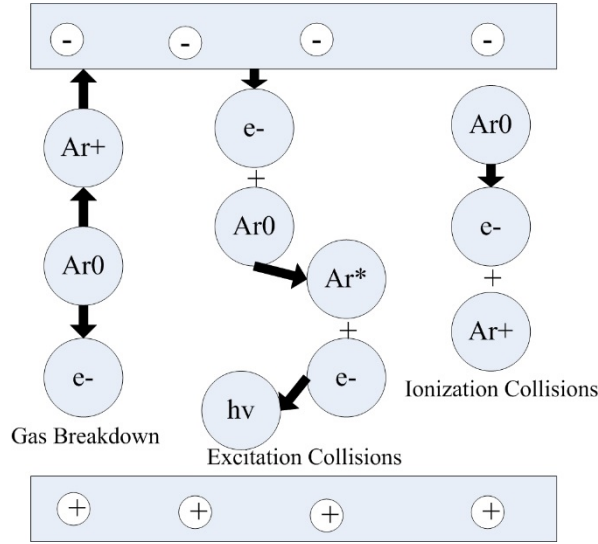 - - - -
Ar+
Ar0
e-
Gas Breakdown
e-
+
Ar0
Ar*
+
e-
hv
Excitation Collisions
Ar0
e-
+
Ar+
Ionization Collisions
+ + + +